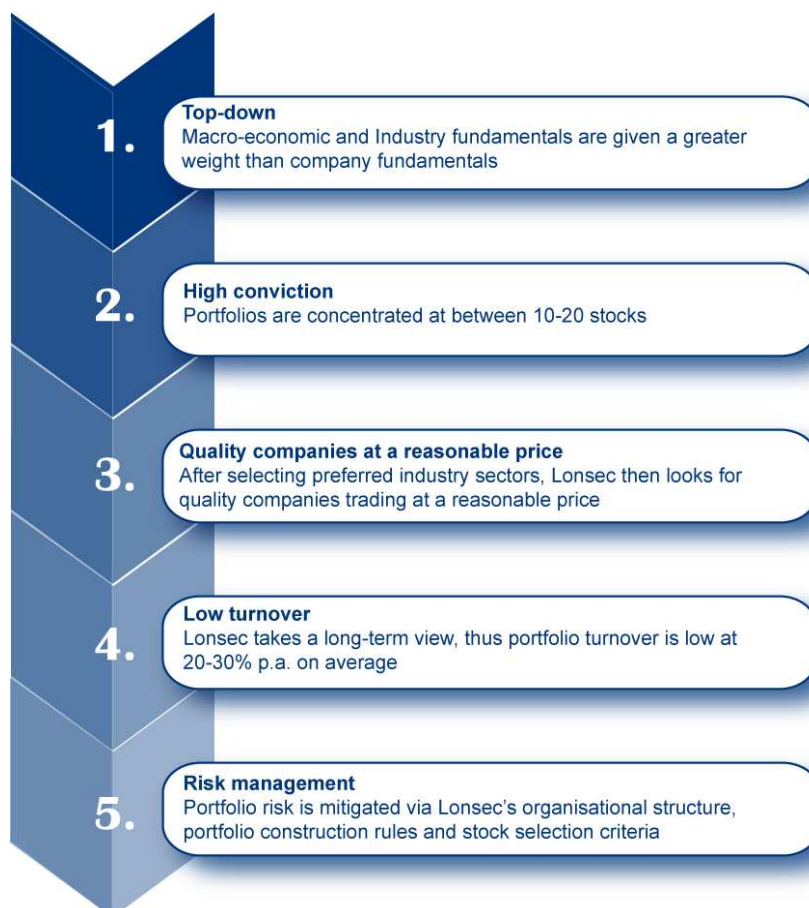 1.
Top-down
Macro-economic and Industry fundamentals are given a greater
weight than company fundamentals
2.
High conviction
Portfolios are concentrated at between 10-20 stocks
3.
Quality companies at a reasonable price
After selecting preferred industry sectors, Lonsec then looks for
quality companies trading at a reasonable price
4.
Low turnover
Lonsec takes a long-term view, thus portfolio turnover is low at
20-30% p.a. on average
5.
Risk management
Portfolio risk is mitigated via Lonsec's organisational structure,
portfolio construction rules and stock selection criteria